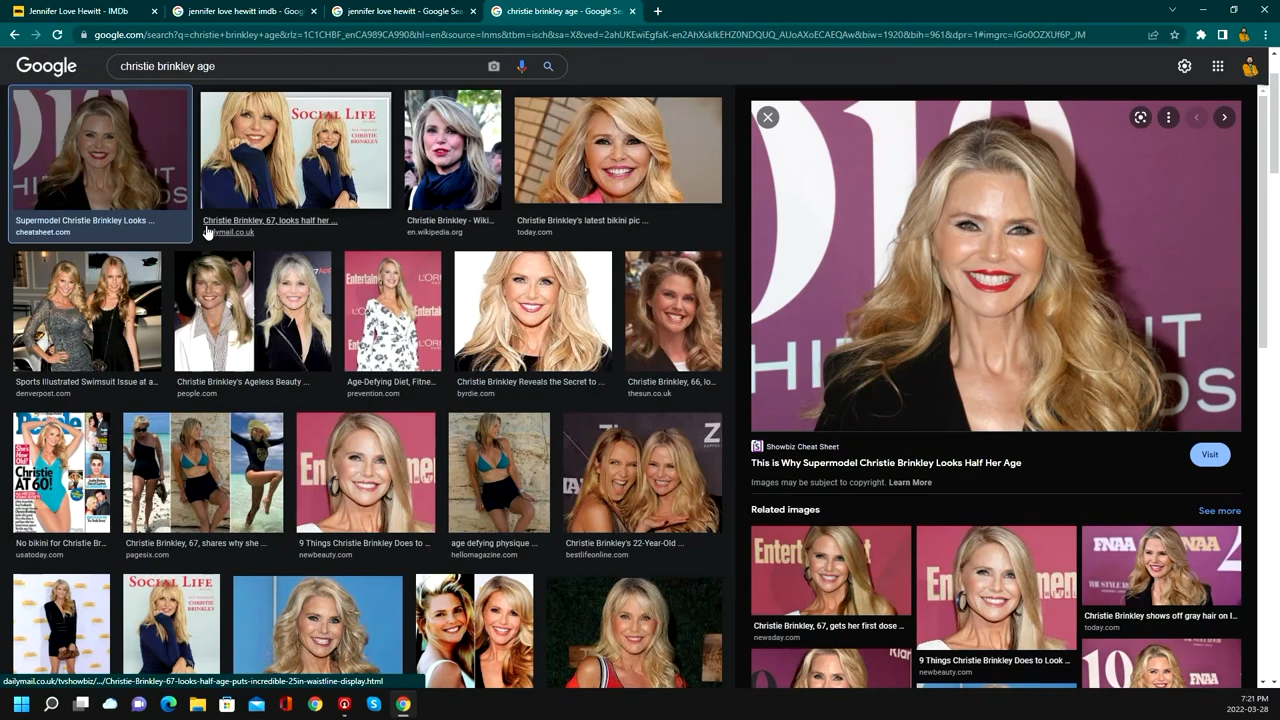 Jennifer Love Hewitt - IMDb
jennifer love hewitt imdb - Goog
jennifer love hewitt - Google Sea
christie brinkley age - Google Se
google.com/search?q=christie+brinkley+age&rlz=1C1CHBF_enCA989CA990&hl=en&source=lnms&tbm=isch&sa=X&ved=2ahUKEwiEgfaK-en2AhXskIkEHZ0NDQUQ_AUoAXoECAEQAw&biw=1920&bih=961&dpr=1#imgrc=IGo0OZXUf6P_JM
Google
christie brinkley age
SOCIAL LIFE
CHRISTIE
BRINKLEY
Supermodel Christie Brinkley Looks ...
cheatsheet.com
Christie Brinkley, 67, looks half her ...
Christie Brinkley - Wiki...
en.wikipedia.org
Christie Brinkley's latest bikini pic ...
today.com
Sports Illustrated Swimsuit Issue at a...
denverpost.com
Christie Brinkley's Ageless Beauty ...
people.com
Age-Defying Diet, Fitne...
prevention.com
Christie Brinkley Reveals the Secret to ...
byrdie.com
Christie Brinkley, 66, lo...
thesun.co.uk
Showbiz Cheat Sheet
This is Why Supermodel Christie Brinkley Looks Half Her Age
Images may be subject to copyright. Learn More
Visit
Related images
See more
People
Christie
AT 60!
No bikini for Christie Br...
usatoday.com
Christie Brinkley, 67, shares why she ...
pagesix.com
9 Things Christie Brinkley Does to ...
newbeauty.com
age defying physique ...
hellomagazine.com
Christie Brinkley's 22-Year-Old ...
bestlifeonline.com
SOCIAL LIFE
Christie Brinkley, 67, gets her first dose ...
newsday.com
9 Things Christie Brinkley Does to Look ...
newbeauty.com
FNAA
Christie Brinkley shows off gray hair on I...
today.com
FNAA
dailymail.co.uk/tvshowbiz/.../Christie-Brinkley-67-looks-half-age-puts-incredible-25in-waistline-display.html
7:21 PM
2022-03-28